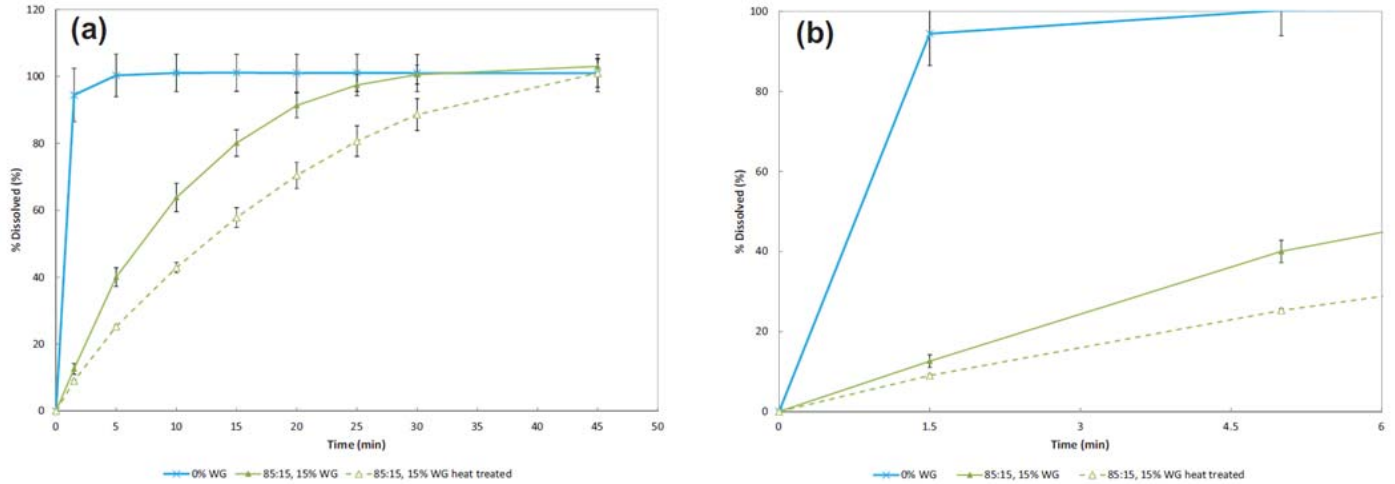 (a)
120
100
80
60
40
20
0
% Dissolved (%)
0 5 10 15 20 25 30 35 40 45 50
Time (min)
0% WG 85:15, 15% WG 85:15, 15% WG heat treated
(b)
100
80
60
40
20
0
% Dissolved (%)
0 1.5 3 4.5 6
Time (min)
0% WG 85:15, 15% WG 85:15, 15% WG heat treated